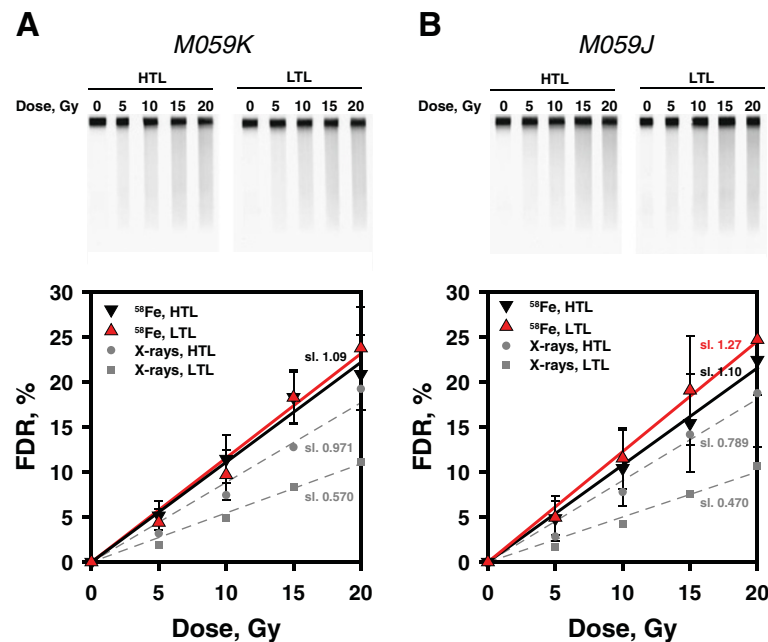 A
M059K
HTL
LTL
Dose, Gy 0 5 10 15 20 0 5 10 15 20
30
25
20
15
10
5
0
FDR, %
58Fe, HTL
58Fe, LTL
X-rays, HTL
X-rays, LTL
sl. 1.09
sl. 0.971
sl. 0.570
0 5 10 15 20
Dose, Gy
B
M059J
HTL
LTL
Dose, Gy 0 5 10 15 20 0 5 10 15 20
30
25
20
15
10
5
0
FDR, %
58Fe, HTL
58Fe, LTL
X-rays, HTL
X-rays, LTL
sl. 1.27
sl. 1.10
sl. 0.789
sl. 0.470
0 5 10 15 20
Dose, Gy